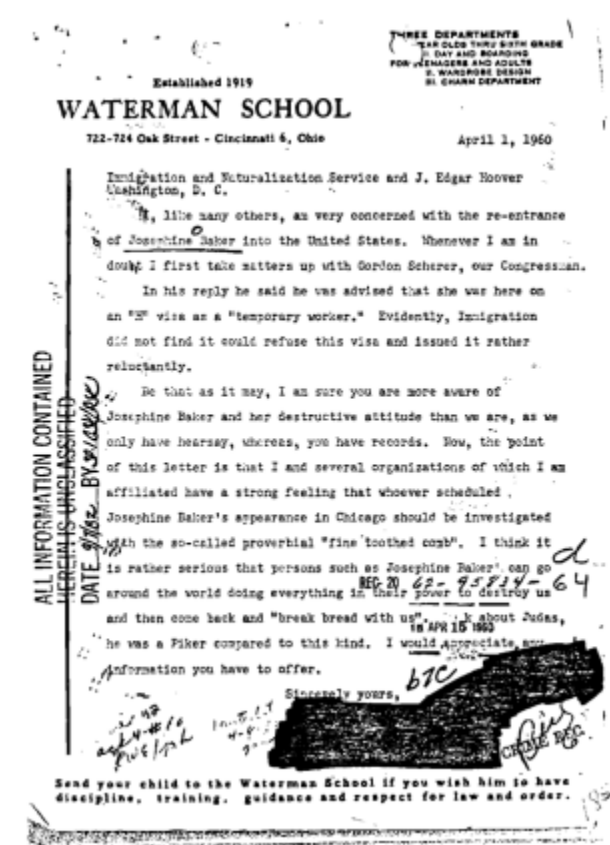 THREE DEPARTMENTS
YEAR OLDS THRU SIXTH GRADE
DAY AND BOARDING
FOR TEENAGERS AND ADULTS
II. WARDROBE DESIGN
III. CHARM DEPARTMENT
Established 1919
WATERMAN SCHOOL
722-724 Oak Street - Cincinnati 6, Ohio
April 1, 1960
Immigration and Naturalization Service and J. Edgar Hoover
Washington, D. C.
I, like many others, am very concerned with the re-entrance
of Josephine Baker into the United States. Whenever I am in
doubt I first take matters up with Gordon Scherer, our Congressman.
In his reply he said he was advised that she was here on
an "H" visa as a "temporary worker." Evidently, Immigration
did not find it could refuse this visa and issued it rather
reluctantly.
Be that as it may, I am sure you are more aware of
Josephine Baker and her destructive attitude than we are, as we
only have hearsay, whereas, you have records. Now, the point
of this letter is that I and several organizations of which I am
affiliated have a strong feeling that whoever scheduled
Josephine Baker's appearance in Chicago should be investigated
with the so-called proverbial "fine toothed comb". I think it
is rather serious that persons such as Josephine Baker can go
REG-20 62-95834-64
around the world doing everything in their power to destroy us
and then come back and "break bread with us". about Judas,
APR 15 1960
he was a Piker compared to this kind. I would appreciate any
information you have to offer.
Sincerely yours,
b7C
CRIME REC.
ALL INFORMATION CONTAINED
HEREIN IS UNCLASSIFIED
DATE BY
Send your child to the Waterman School if you wish him to have
discipline, training, guidance and respect for law and order.